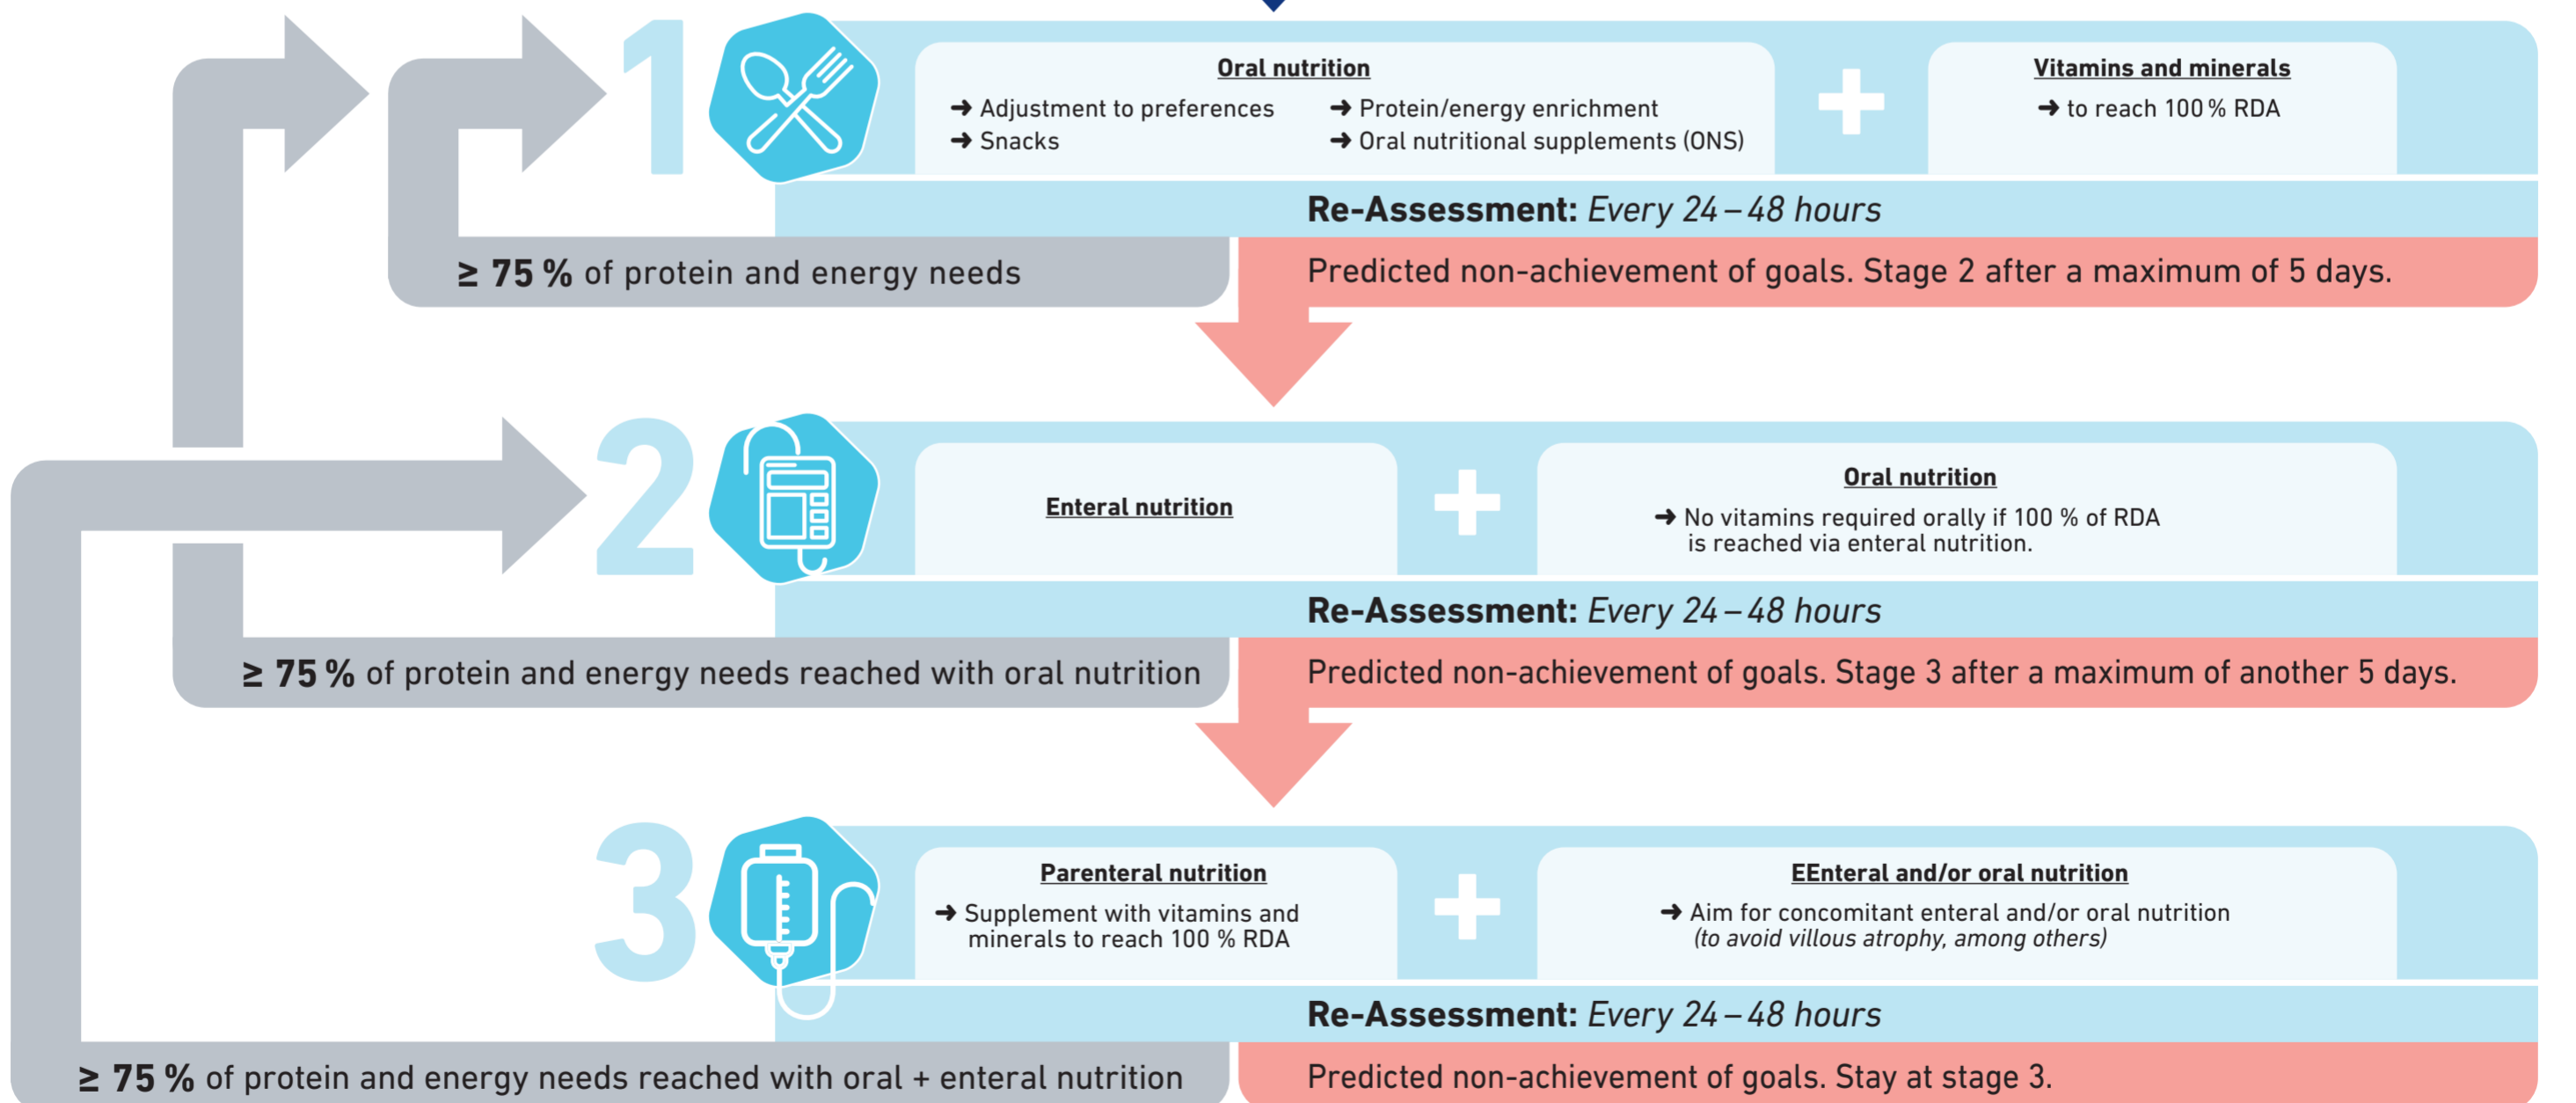 1
Oral nutrition
➜ Adjustment to preferences
➜ Snacks
➜ Protein/energy enrichment
➜ Oral nutritional supplements (ONS)
+
Vitamins and minerals
➜ to reach 100 % RDA
Re-Assessment: Every 24 – 48 hours
≥ 75 % of protein and energy needs
Predicted non-achievement of goals. Stage 2 after a maximum of 5 days.
2
Enteral nutrition
+
Oral nutrition
➜ No vitamins required orally if 100 % of RDA
is reached via enteral nutrition.
Re-Assessment: Every 24 – 48 hours
≥ 75 % of protein and energy needs reached with oral nutrition
Predicted non-achievement of goals. Stage 3 after a maximum of another 5 days.
3
Parenteral nutrition
➜ Supplement with vitamins and
minerals to reach 100 % RDA
+
EEnteral and/or oral nutrition
➜ Aim for concomitant enteral and/or oral nutrition
(to avoid villous atrophy, among others)
Re-Assessment: Every 24 – 48 hours
≥ 75 % of protein and energy needs reached with oral + enteral nutrition
Predicted non-achievement of goals. Stay at stage 3.